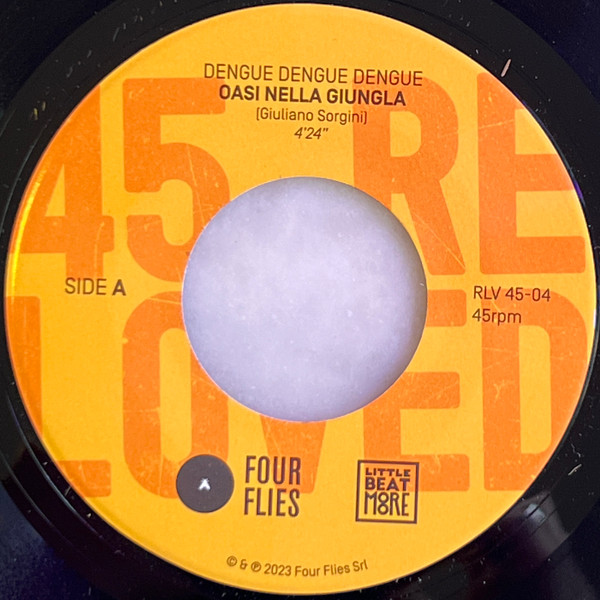 45 RE
LOVED
DENGUE DENGUE DENGUE
OASI NELLA GIUNGLA
(Giuliano Sorgini)
4'24"
SIDE A
RLV 45-04
45rpm
FOUR
FLIES
LITTLE
BEAT
MORE
© & ℗ 2023 Four Flies Srl